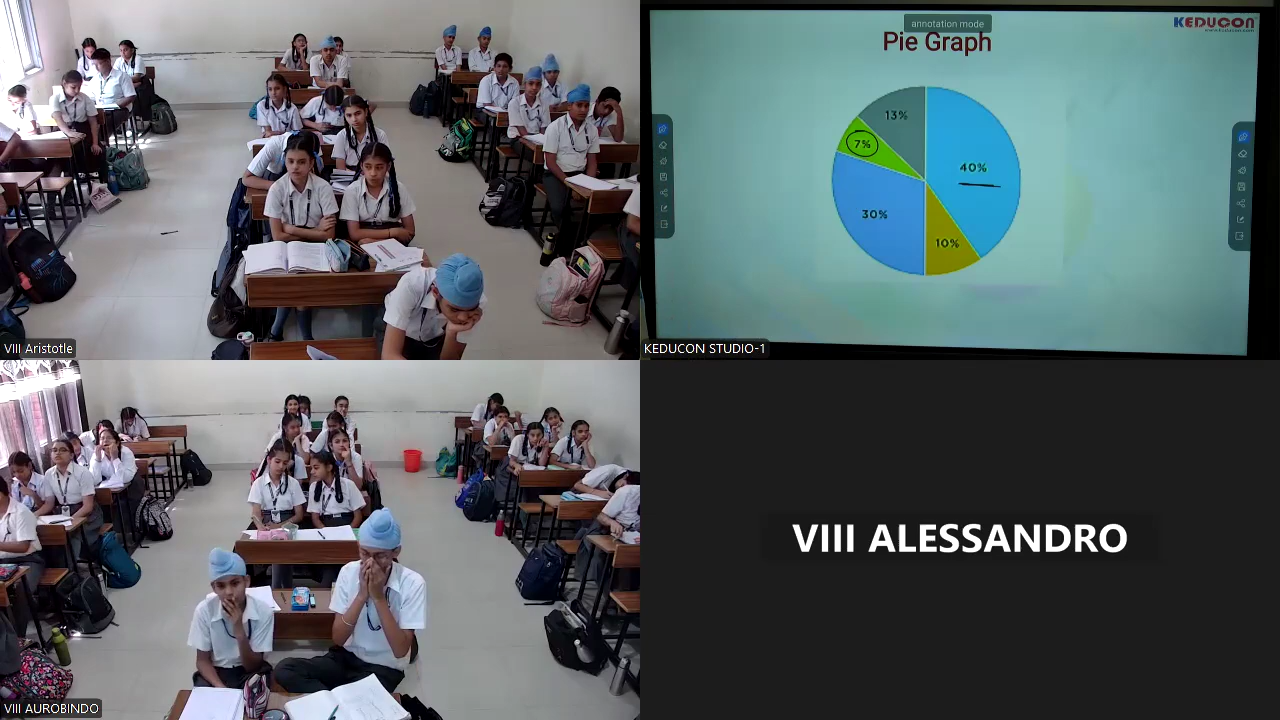 VIII Aristotle
annotation mode
KEDUCON
Pie Graph
13%
7%
40%
30%
10%
KEDUCON STUDIO-1
VIII AUROBINDO
VIII ALESSANDRO